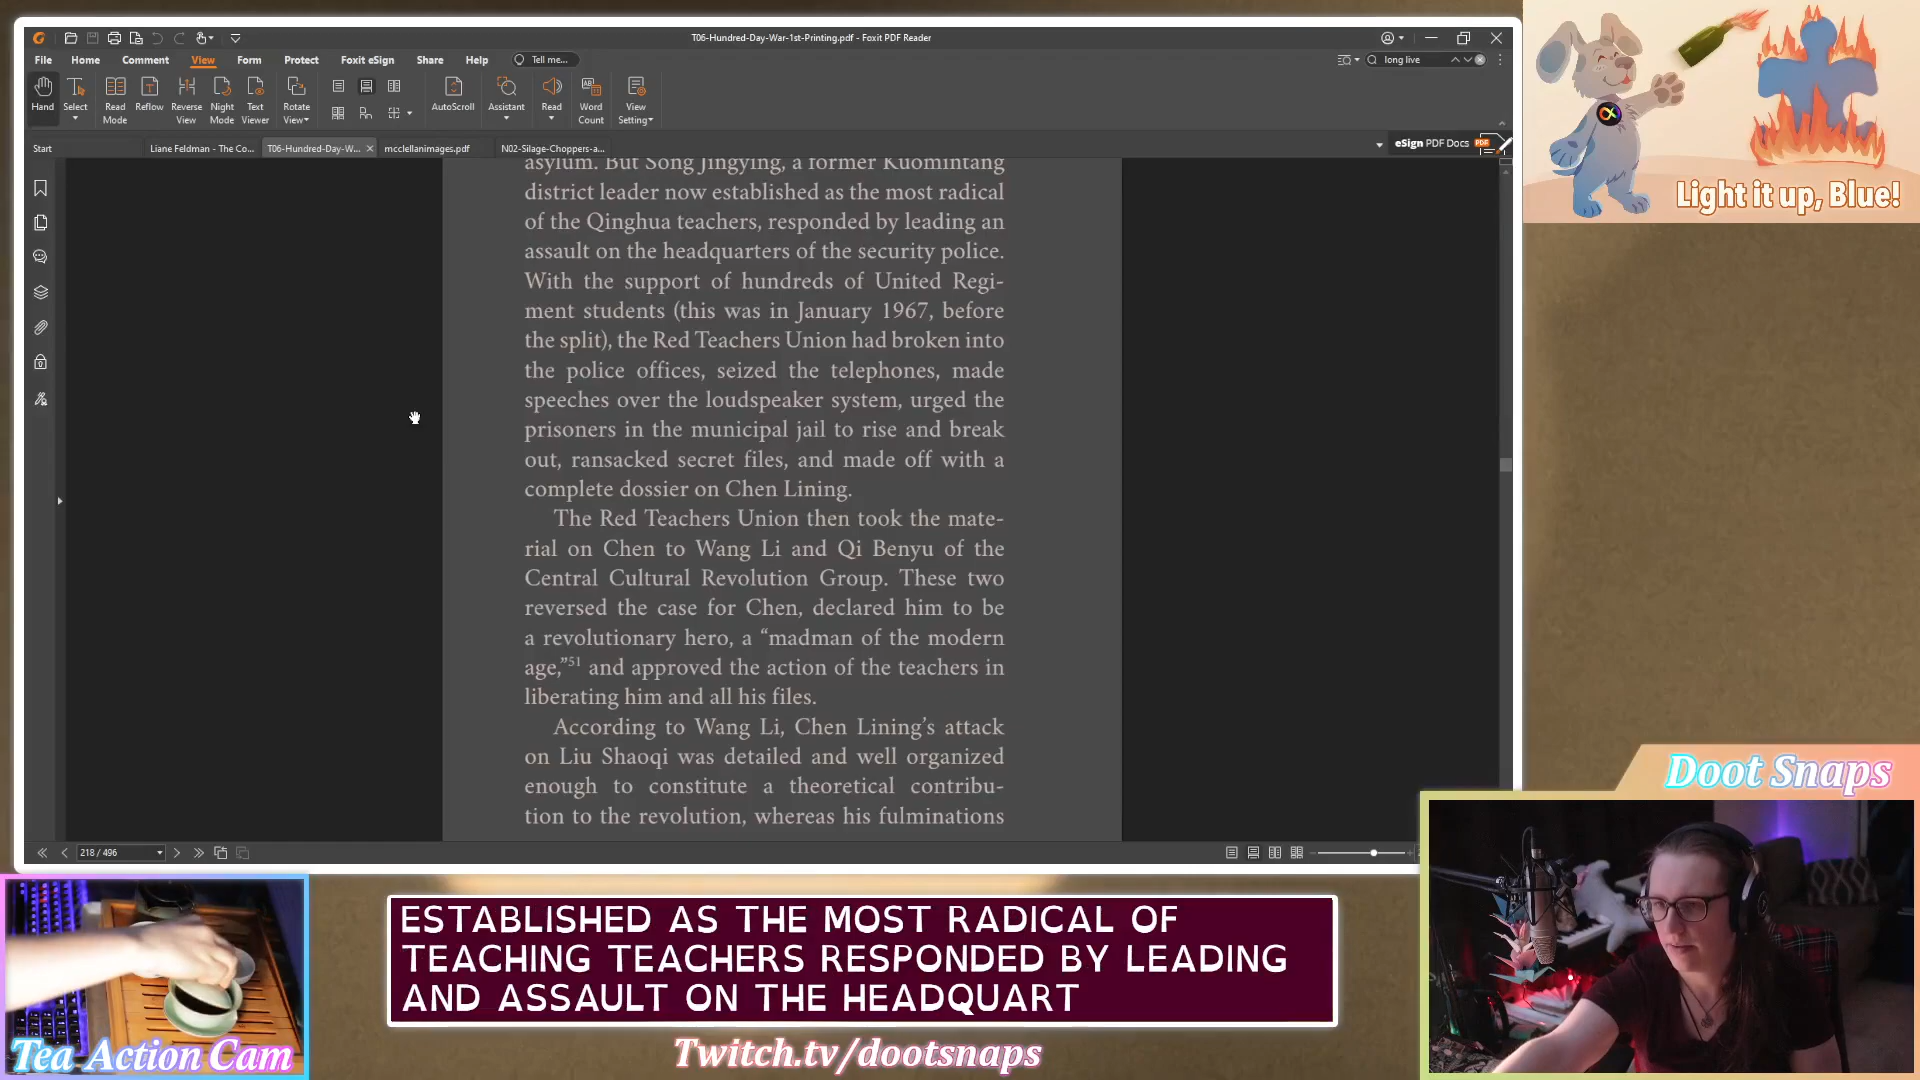 T06-Hundred-Day-War-1st-Printing.pdf - Foxit PDF Reader
File Home Comment View Form Protect Foxit eSign Share Help Tell me... long live
Hand Select Read Mode Reflow Reverse View Night Mode Text Viewer Rotate View AutoScroll Assistant Read Word Count View Setting
Start Liane Feldman - The Co... T06-Hundred-Day-W... mcclellanimages.pdf N02-Silage-Choppers-a... eSign PDF Docs
asylum. But Song Jingying, a former Kuomintang
district leader now established as the most radical
of the Qinghua teachers, responded by leading an
assault on the headquarters of the security police.
With the support of hundreds of United Regi-
ment students (this was in January 1967, before
the split), the Red Teachers Union had broken into
the police offices, seized the telephones, made
speeches over the loudspeaker system, urged the
prisoners in the municipal jail to rise and break
out, ransacked secret files, and made off with a
complete dossier on Chen Lining.
The Red Teachers Union then took the mate-
rial on Chen to Wang Li and Qi Benyu of the
Central Cultural Revolution Group. These two
reversed the case for Chen, declared him to be
a revolutionary hero, a “madman of the modern
age,”51 and approved the action of the teachers in
liberating him and all his files.
According to Wang Li, Chen Lining’s attack
on Liu Shaoqi was detailed and well organized
enough to constitute a theoretical contribu-
tion to the revolution, whereas his fulminations
218 / 496
Light it up, Blue!
Doot Snaps
ESTABLISHED AS THE MOST RADICAL OF
TEACHING TEACHERS RESPONDED BY LEADING
AND ASSAULT ON THE HEADQUART
Tea Action Cam
Twitch.tv/dootsnaps